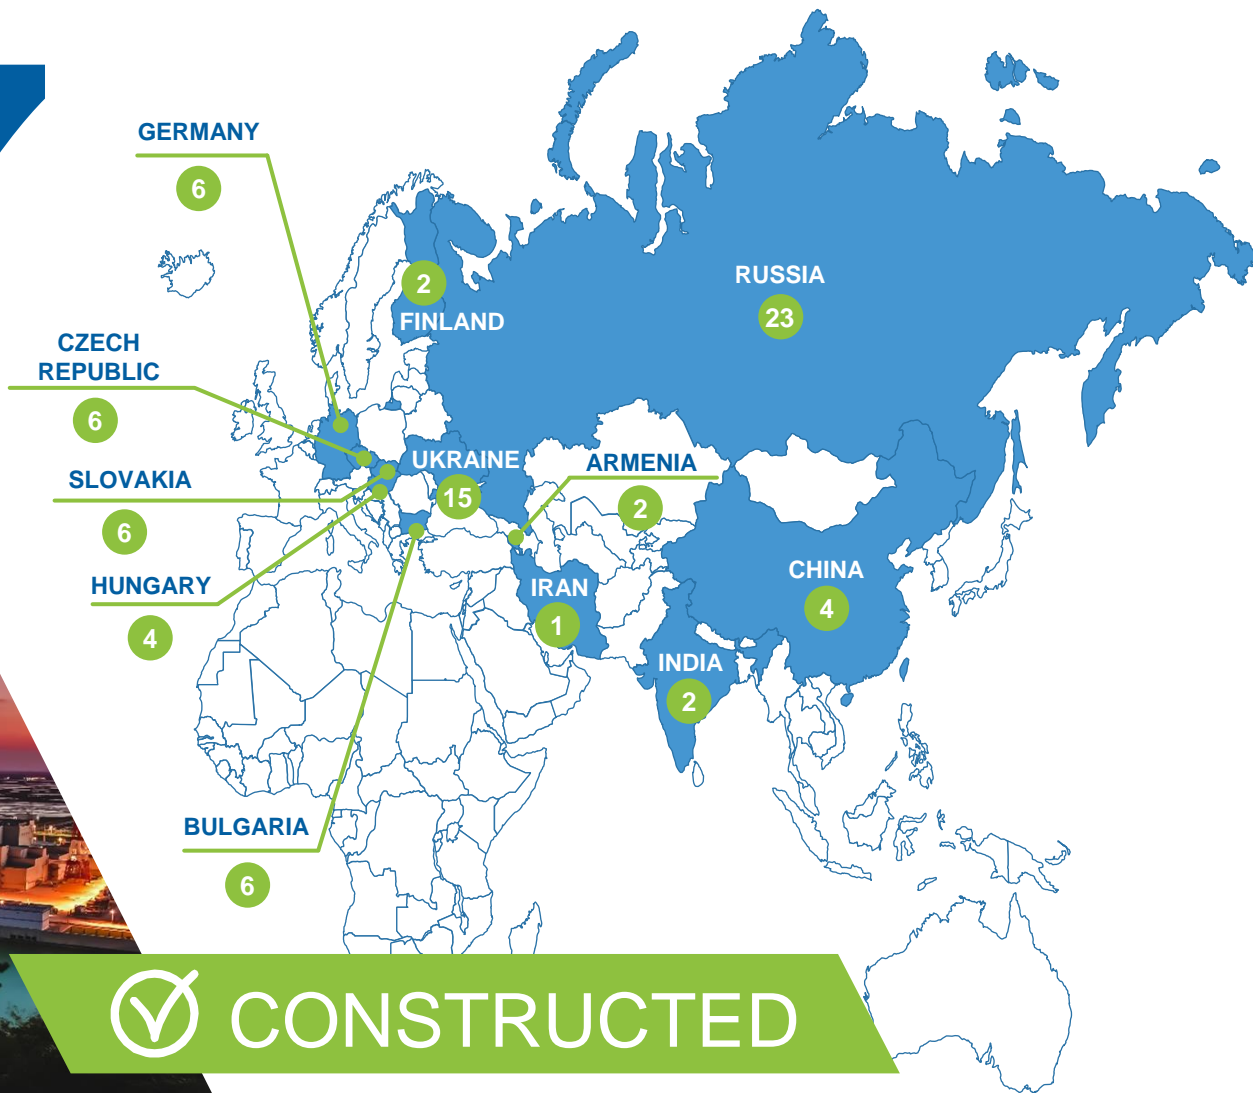 GERMANY
6
2
FINLAND
RUSSIA
23
CZECH
REPUBLIC
6
UKRAINE
15
ARMENIA
2
SLOVAKIA
6
HUNGARY
4
IRAN
1
CHINA
4
INDIA
2
BULGARIA
6
CONSTRUCTED